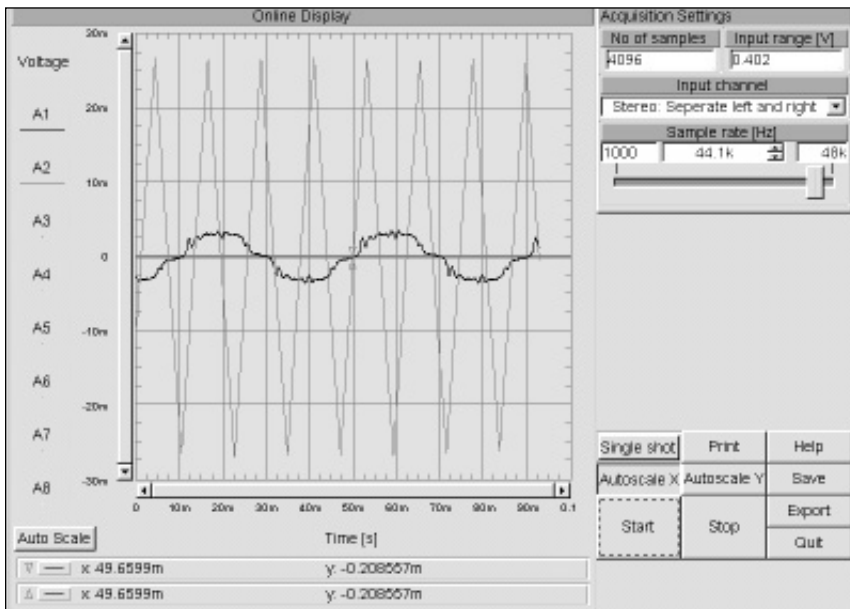 Online Display
Voltage
A1
A2
A3
A4
A5
A6
A7
A8
30m
20m
10m
0
-10m
-20m
-30m
0 10m 20m 30m 40m 50m 60m 70m 80m 90m 0.1
Auto Scale
Time [s]
x: 49.6599m y: -0.208557m
x: 49.6599m y: -0.208557m
Acquisition Settings
No of samples Input range [V]
4096 0.402
Input channel
Stereo: Seperate left and right
Sample rate [Hz]
1000 44.1k 48k
Single shot Print Help
Autoscale X Autoscale Y Save
Start Stop Export
Quit